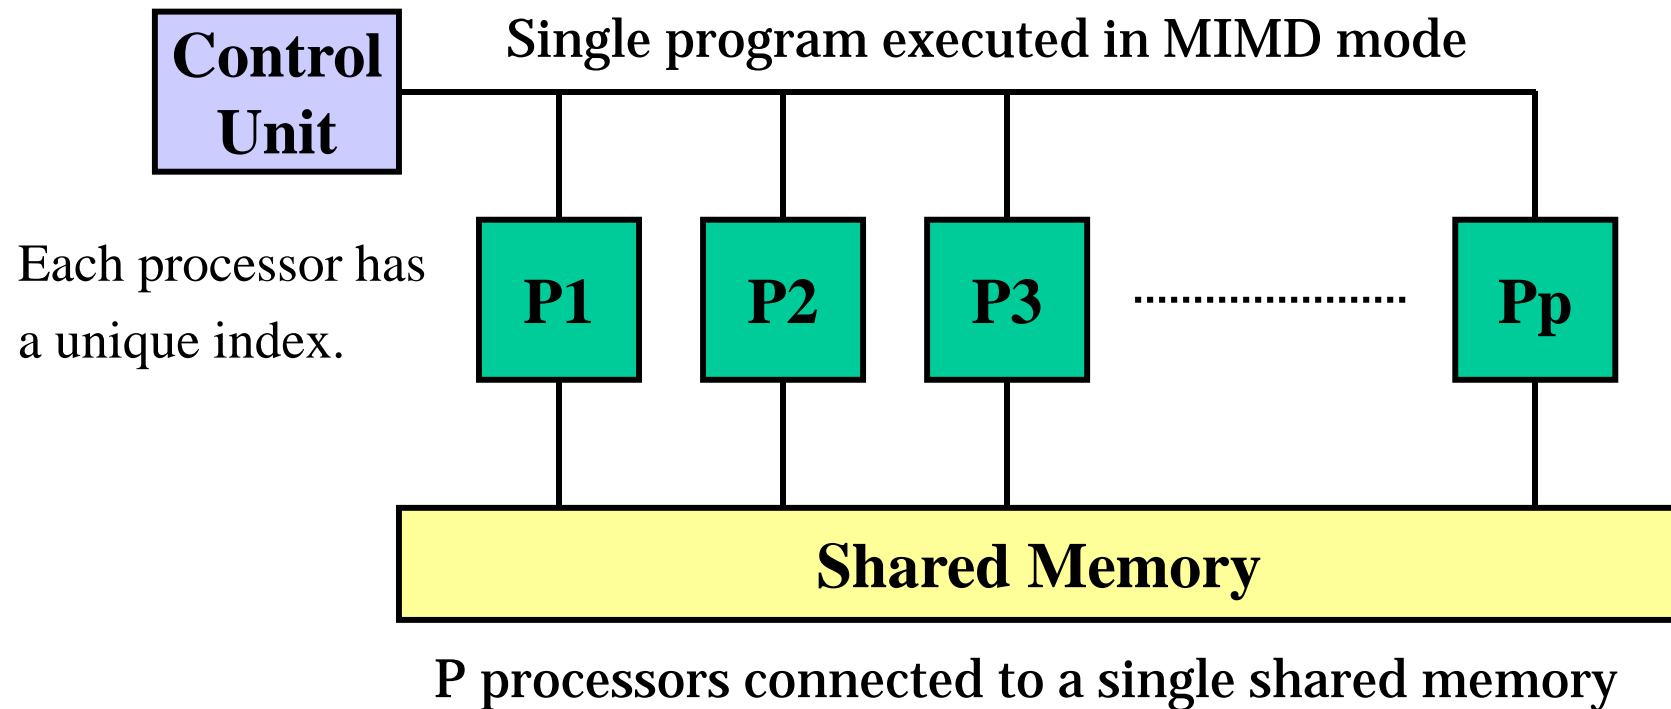 Control
Unit
Single program executed in MIMD mode
Each processor has
a unique index.
P1
P2
P3
Pp
Shared Memory
P processors connected to a single shared memory